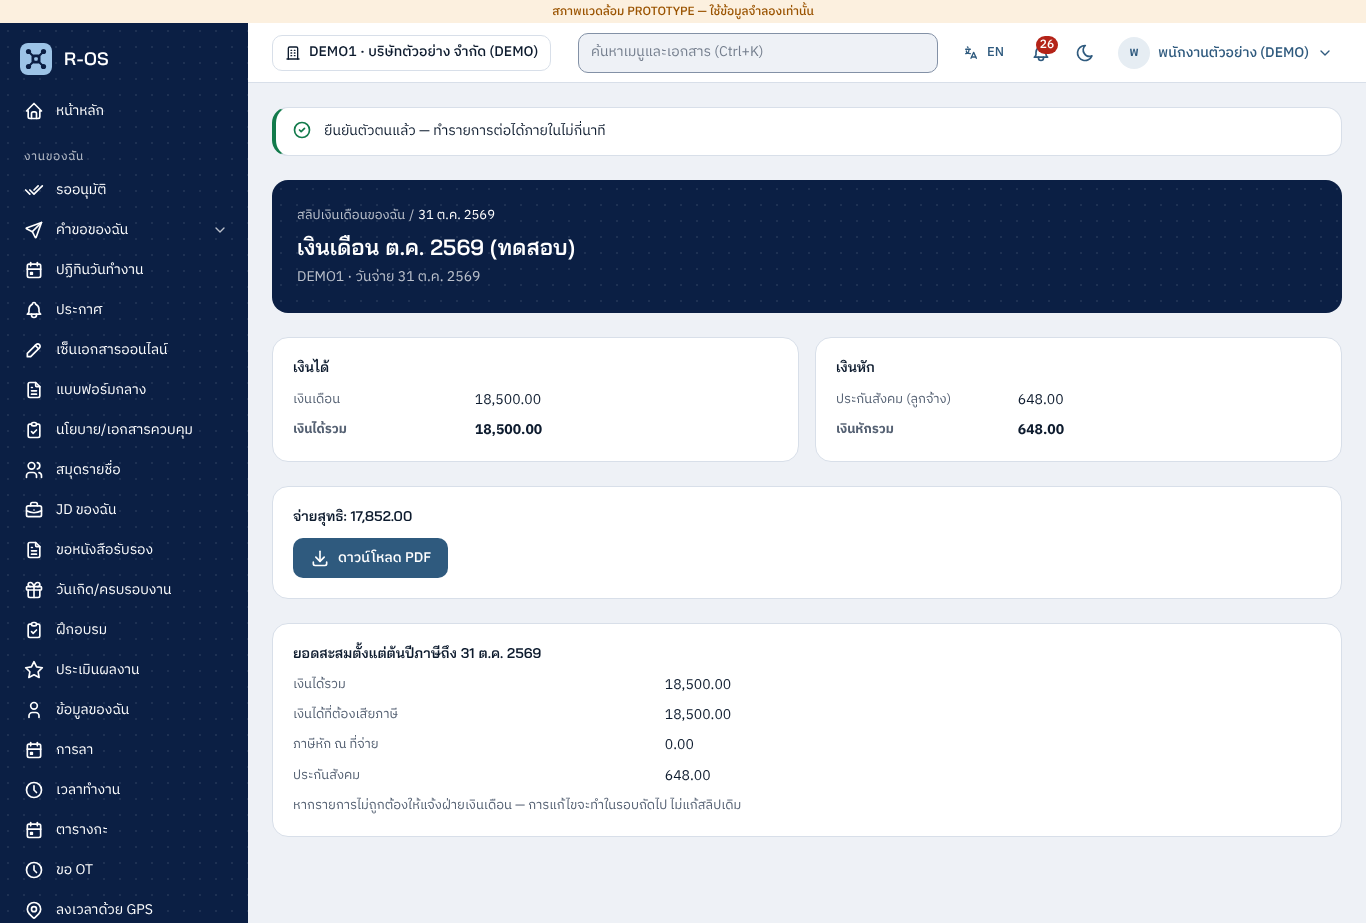 สภาพแวดล้อม PROTOTYPE — ใช้ข้อมูลจำลองเท่านั้น
R-OS
DEMO1 · บริษัทตัวอย่าง จำกัด (DEMO)
ค้นหาเมนูและเอกสาร (Ctrl+K)
EN
26
พ
พนักงานตัวอย่าง (DEMO)
หน้าหลัก
งานของฉัน
รออนุมัติ
คำขอของฉัน
ปฏิทินวันทำงาน
ประกาศ
เซ็นเอกสารออนไลน์
แบบฟอร์มกลาง
นโยบาย/เอกสารควบคุม
สมุดรายชื่อ
JD ของฉัน
ขอหนังสือรับรอง
วันเกิด/ครบรอบงาน
ฝึกอบรม
ประเมินผลงาน
ข้อมูลของฉัน
การลา
เวลาทำงาน
ตารางกะ
ขอ OT
ลงเวลาด้วย GPS
ยืนยันตัวตนแล้ว — ทำรายการต่อได้ภายในไม่กี่นาที
สลิปเงินเดือนของฉัน / 31 ต.ค. 2569
เงินเดือน ต.ค. 2569 (ทดสอบ)
DEMO1 · วันจ่าย 31 ต.ค. 2569
เงินได้
เงินเดือน 18,500.00
เงินได้รวม 18,500.00
เงินหัก
ประกันสังคม (ลูกจ้าง) 648.00
เงินหักรวม 648.00
จ่ายสุทธิ: 17,852.00
ดาวน์โหลด PDF
ยอดสะสมตั้งแต่ต้นปีภาษีถึง 31 ต.ค. 2569
เงินได้รวม 18,500.00
เงินได้ที่ต้องเสียภาษี 18,500.00
ภาษีหัก ณ ที่จ่าย 0.00
ประกันสังคม 648.00
หากรายการไม่ถูกต้องให้แจ้งฝ่ายเงินเดือน — การแก้ไขจะทำในรอบถัดไป ไม่แก้สลิปเดิม